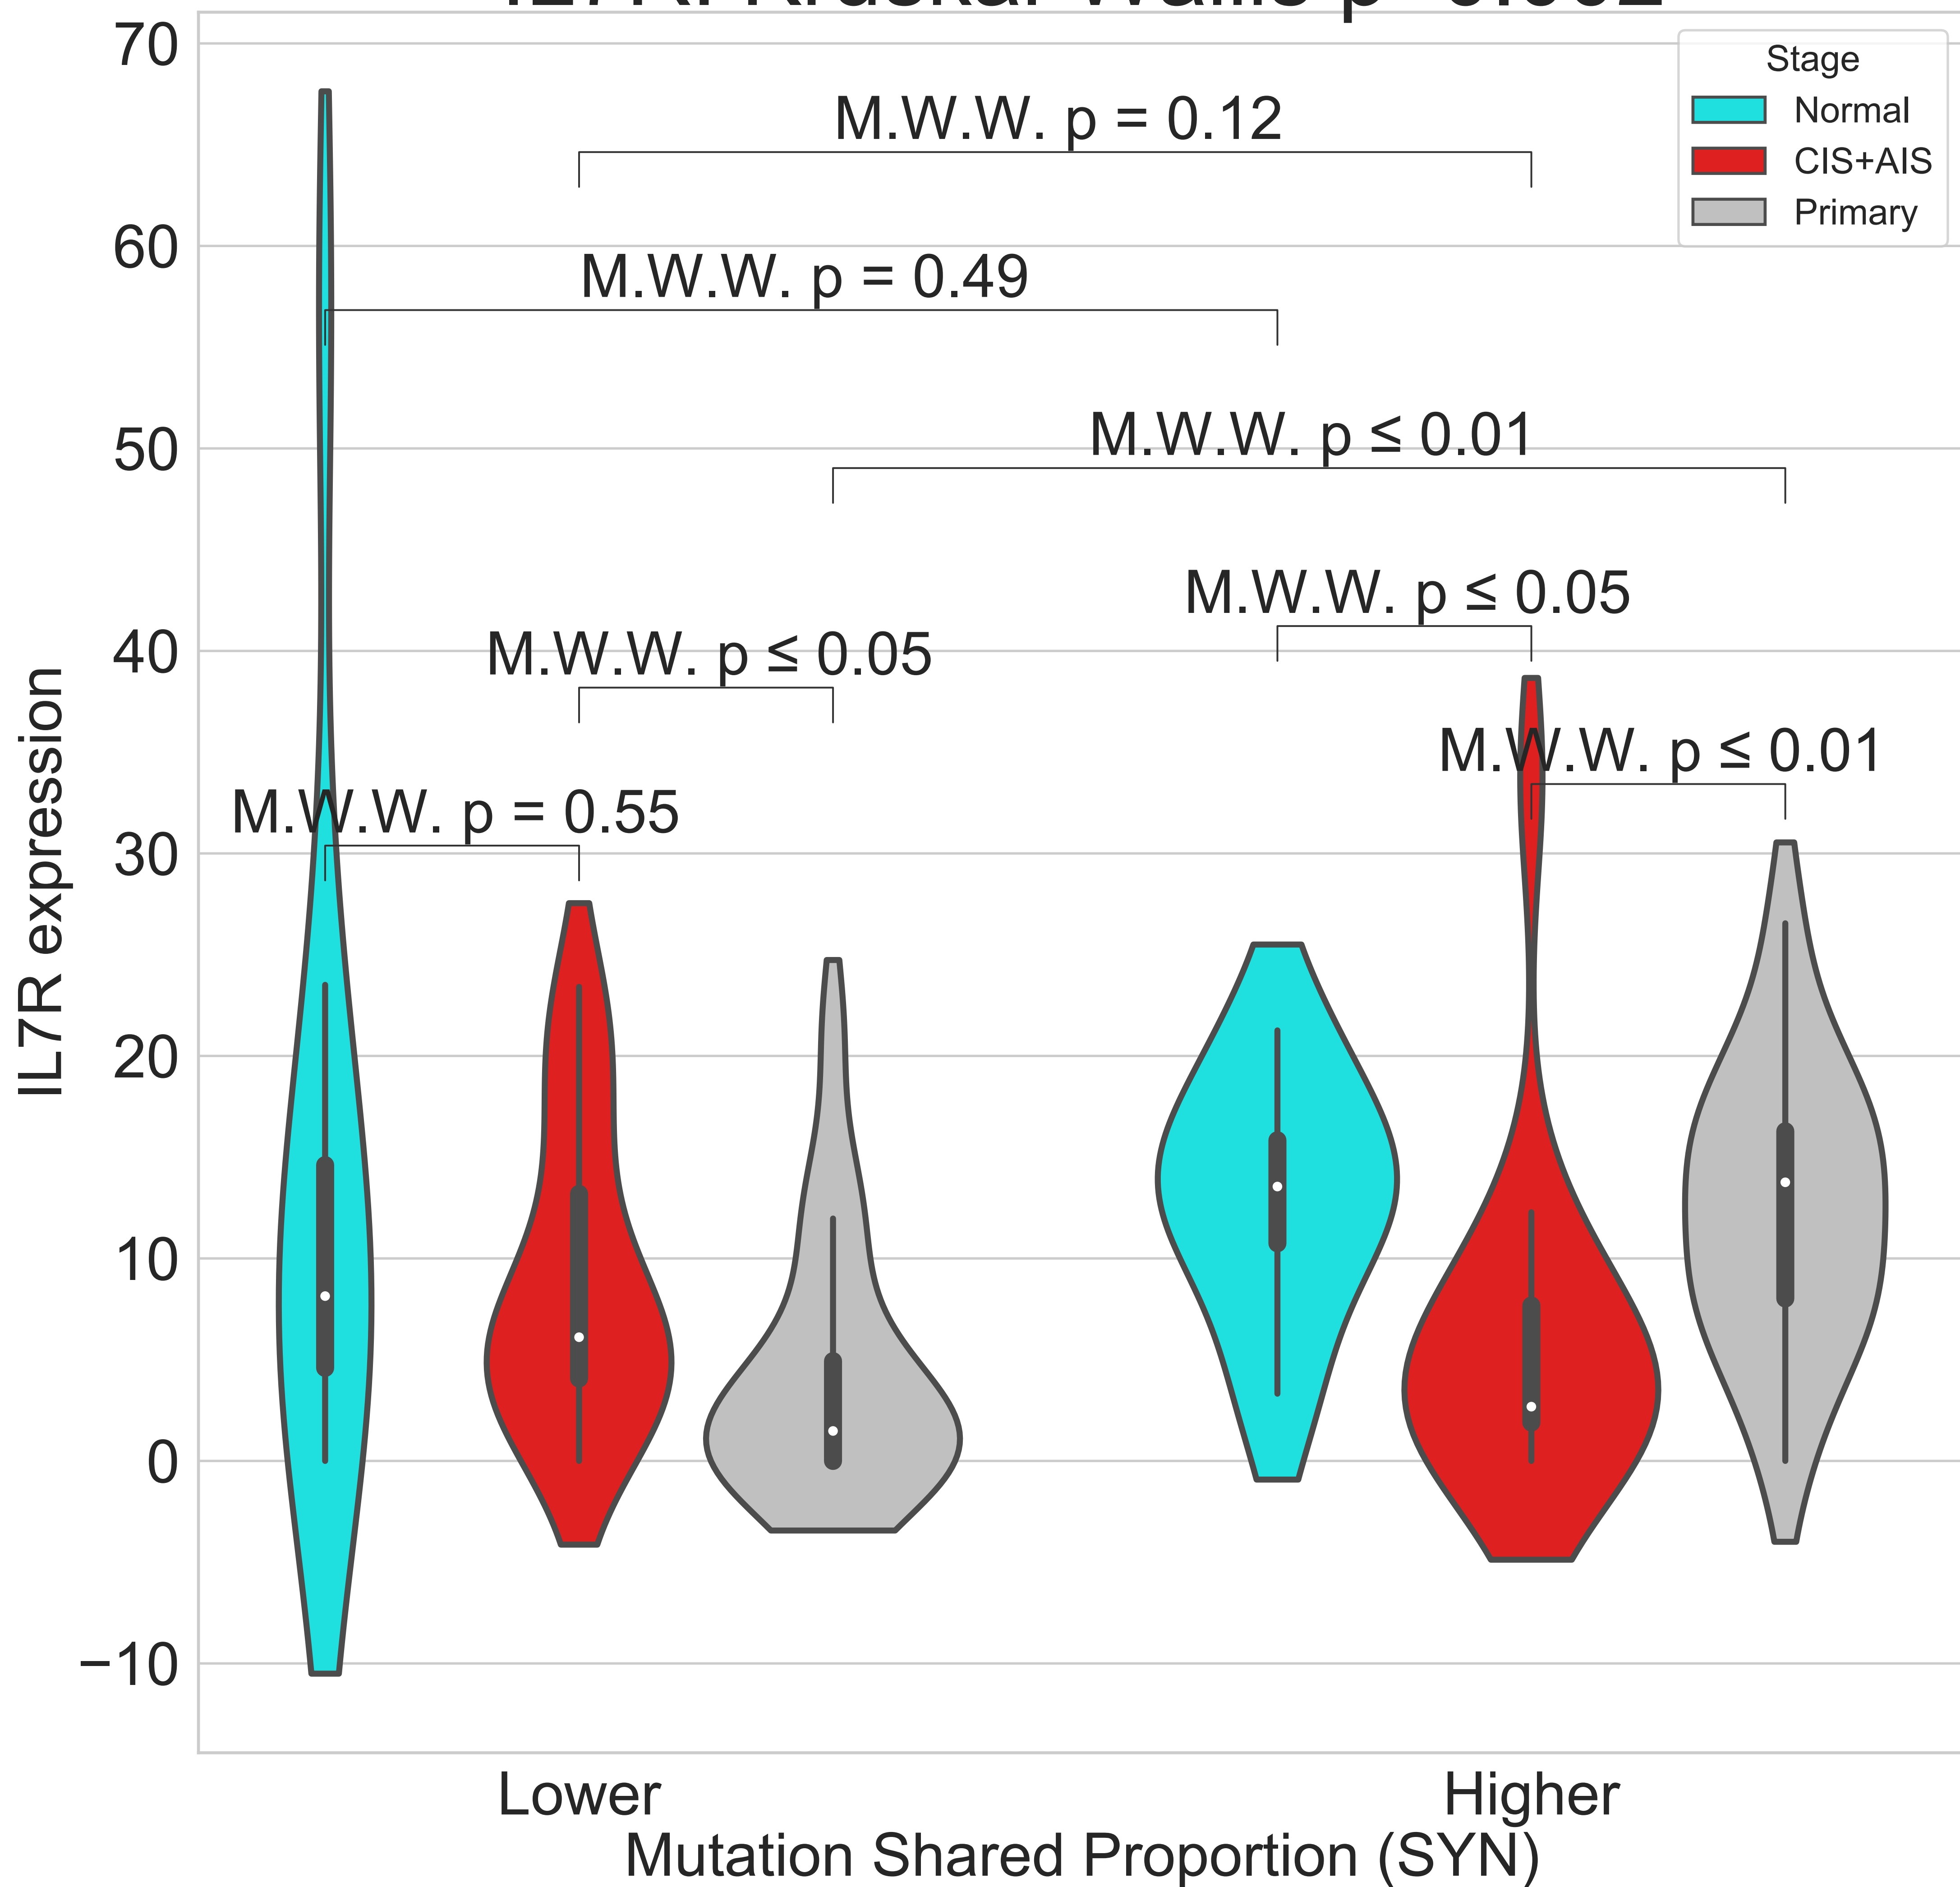 70
60
50
40
30
20
10
0
−10
IL7R expression
Stage
Normal
CIS+AIS
Primary
M.W.W. p = 0.12
M.W.W. p = 0.49
M.W.W. p ≤ 0.01
M.W.W. p ≤ 0.05
M.W.W. p ≤ 0.05
M.W.W. p ≤ 0.01
M.W.W. p = 0.55
Lower
Higher
Mutation Shared Proportion (SYN)